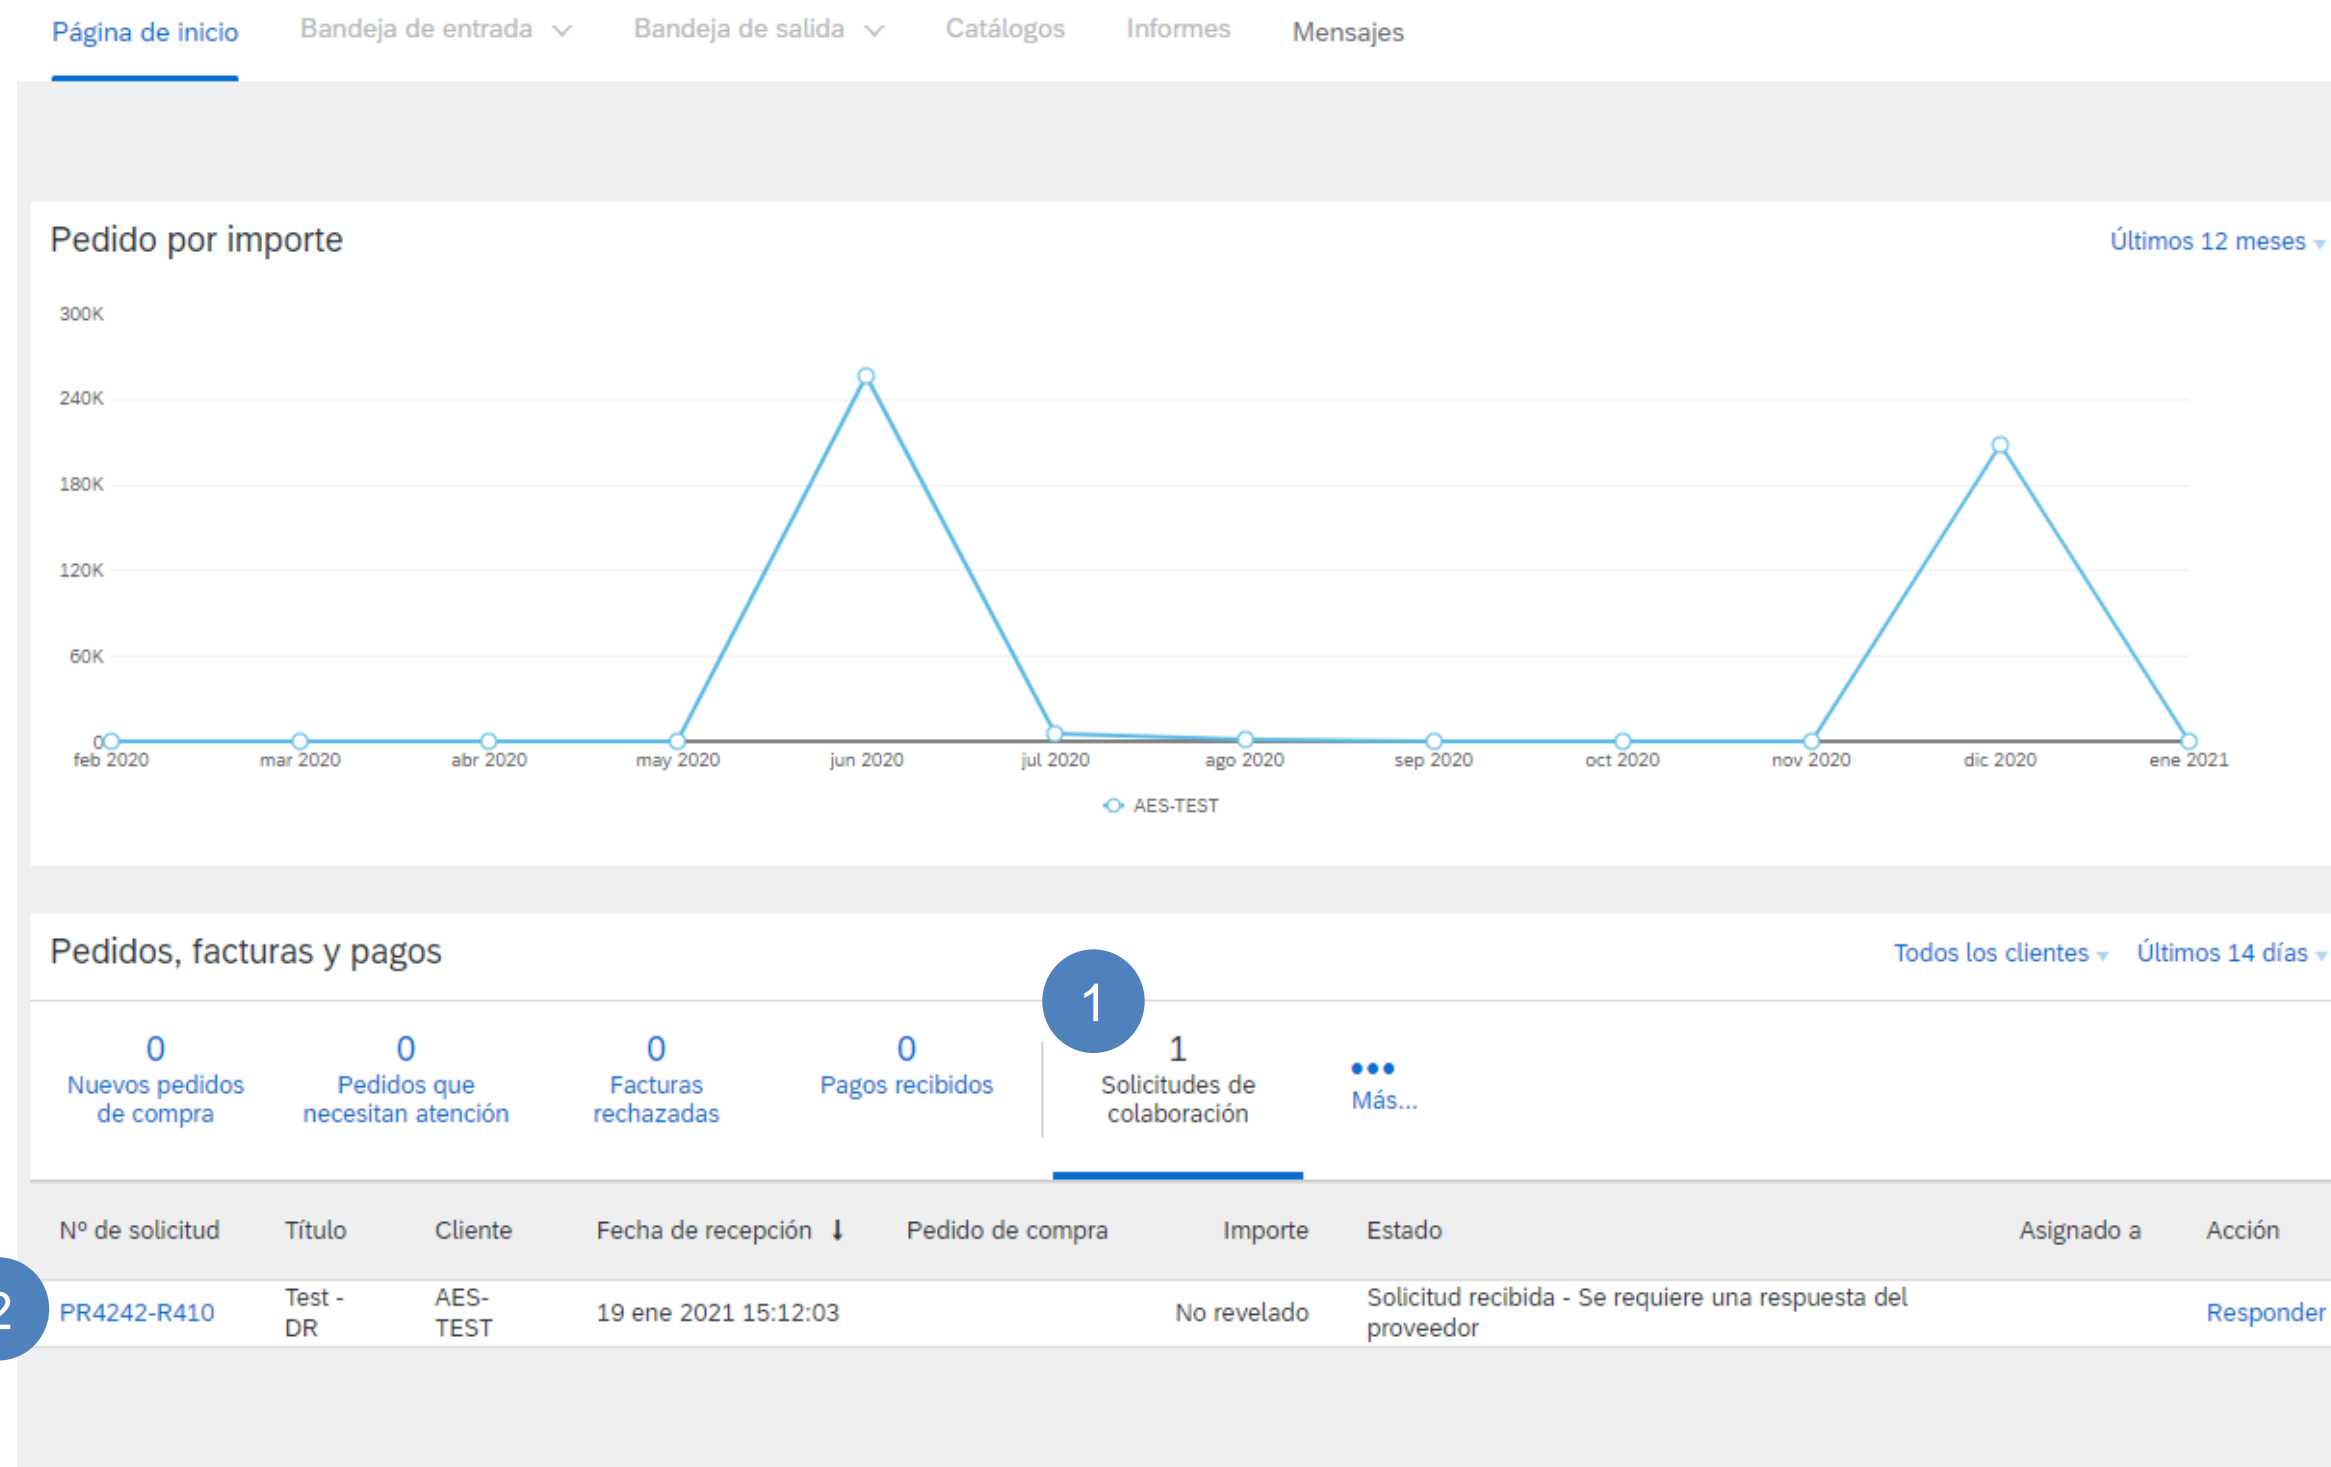 Página de inicio Bandeja de entrada Bandeja de salida Catálogos Informes Mensajes
Pedido por importe Últimos 12 meses
300K
240K
180K
120K
60K
0
feb 2020 mar 2020 abr 2020 may 2020 jun 2020 jul 2020 ago 2020 sep 2020 oct 2020 nov 2020 dic 2020 ene 2021
AES-TEST
Pedidos, facturas y pagos Todos los clientes Últimos 14 días
1
0 0 0 0 1
Nuevos pedidos Pedidos que Facturas Pagos recibidos Solicitudes de Más...
de compra necesitan atención rechazadas colaboración
Nº de solicitud Título Cliente Fecha de recepción Pedido de compra Importe Estado Asignado a Acción
2 PR4242-R410 Test - AES- 19 ene 2021 15:12:03 No revelado Solicitud recibida - Se requiere una respuesta del Responder
DR TEST proveedor